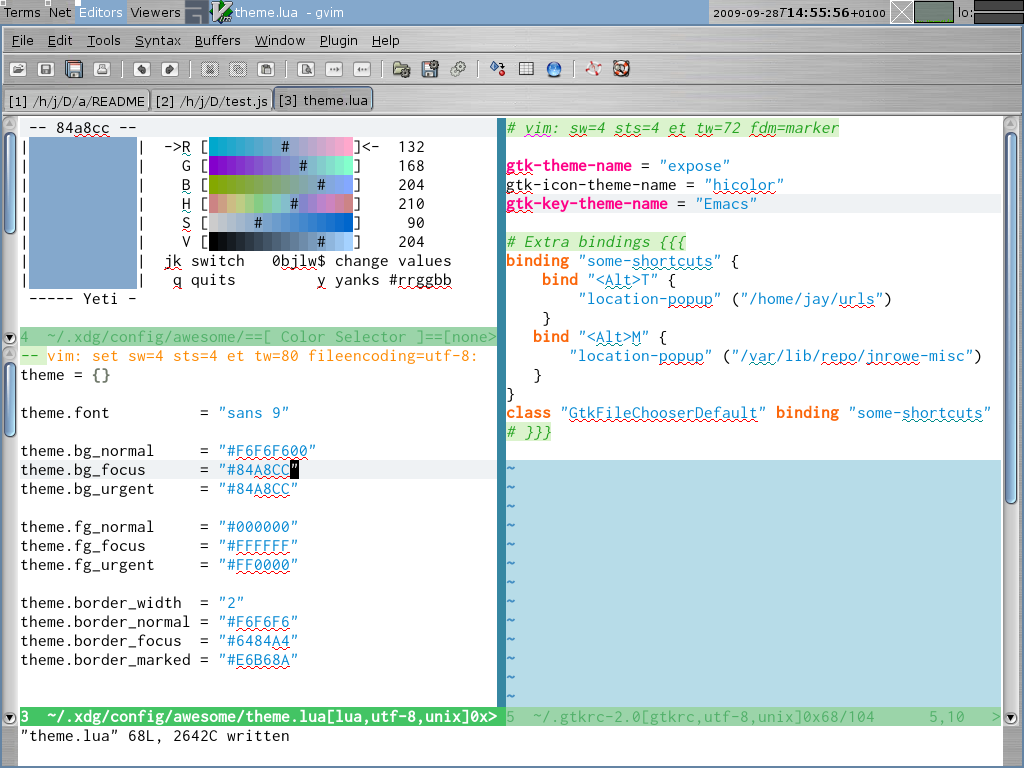 Terms Net Editors Viewers theme.lua - gvim 2009-09-28T14:55:56+0100 lo:
File Edit Tools Syntax Buffers Window Plugin Help
[1] /h/j/D/a/README [2] /h/j/D/test.js [3] theme.lua
-- 84a8cc --
| | ->R [ # ]<- 132
| | G [ # ] 168
| | B [ # ] 204
| | H [ # ] 210
| | S [ # ] 90
| | V [ # ] 204
| | jk switch 0bjlw$ change values
| | q quits y yanks #rrggbb
----- Yeti -
4 ~/.xdg/config/awesome/==[ Color Selector ]==[none>
-- vim: set sw=4 sts=4 et tw=80 fileencoding=utf-8:
theme = {}
theme.font = "sans 9"
theme.bg_normal = "#F6F6F600"
theme.bg_focus = "#84A8CC"
theme.bg_urgent = "#84A8CC"
theme.fg_normal = "#000000"
theme.fg_focus = "#FFFFFF"
theme.fg_urgent = "#FF0000"
theme.border_width = "2"
theme.border_normal = "#F6F6F6"
theme.border_focus = "#6484A4"
theme.border_marked = "#E6B68A"
3 ~/.xdg/config/awesome/theme.lua[lua,utf-8,unix]0x>
# vim: sw=4 sts=4 et tw=72 fdm=marker
gtk-theme-name = "expose"
gtk-icon-theme-name = "hicolor"
gtk-key-theme-name = "Emacs"
# Extra bindings {{{
binding "some-shortcuts" {
bind "<Alt>T" {
"location-popup" ("/home/jay/urls")
}
bind "<Alt>M" {
"location-popup" ("/var/lib/repo/jnrowe-misc")
}
}
class "GtkFileChooserDefault" binding "some-shortcuts"
# }}}
~
~
~
~
~
~
~
~
~
~
~
~
~
5 ~/.gtkrc-2.0[gtkrc,utf-8,unix]0x68/104 5,10 >
"theme.lua" 68L, 2642C written